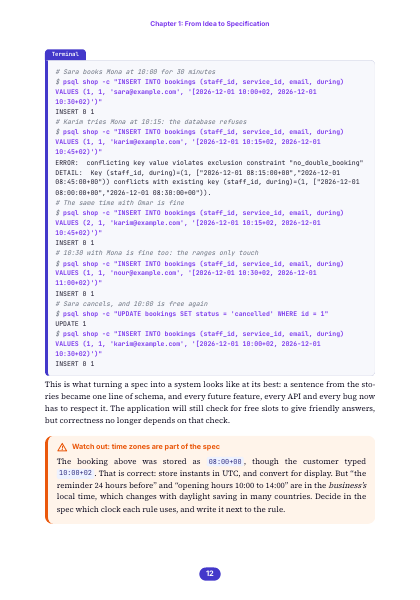 Chapter 1: From Idea to Specification
Terminal
# Sara books Mona at 10:00 for 30 minutes
$ psql shop -c "INSERT INTO bookings (staff_id, service_id, email, during)
VALUES (1, 1, 'sara@example.com', '[2026-12-01 10:00+02, 2026-12-01
10:30+02)')"
INSERT 0 1
# Karim tries Mona at 10:15: the database refuses
$ psql shop -c "INSERT INTO bookings (staff_id, service_id, email, during)
VALUES (1, 1, 'karim@example.com', '[2026-12-01 10:15+02, 2026-12-01
10:45+02)')"
ERROR:  conflicting key value violates exclusion constraint "no_double_booking"
DETAIL:  Key (staff_id, during)=(1, ["2026-12-01 08:15:00+00","2026-12-01
08:45:00+00")) conflicts with existing key (staff_id, during)=(1, ["2026-12-01
08:00:00+00","2026-12-01 08:30:00+00")).
# The same time with Omar is fine
$ psql shop -c "INSERT INTO bookings (staff_id, service_id, email, during)
VALUES (2, 1, 'karim@example.com', '[2026-12-01 10:15+02, 2026-12-01
10:45+02)')"
INSERT 0 1
# 10:30 with Mona is fine too: the ranges only touch
$ psql shop -c "INSERT INTO bookings (staff_id, service_id, email, during)
VALUES (1, 1, 'nour@example.com', '[2026-12-01 10:30+02, 2026-12-01
11:00+02)')"
INSERT 0 1
# Sara cancels, and 10:00 is free again
$ psql shop -c "UPDATE bookings SET status = 'cancelled' WHERE id = 1"
UPDATE 1
$ psql shop -c "INSERT INTO bookings (staff_id, service_id, email, during)
VALUES (1, 1, 'karim@example.com', '[2026-12-01 10:00+02, 2026-12-01
10:30+02)')"
INSERT 0 1
This is what turning a spec into a system looks like at its best: a sentence from the sto-
ries became one line of schema, and every future feature, every API and every bug now
has to respect it. The application will still check for free slots to give friendly answers,
but correctness no longer depends on that check.
Watch out: time zones are part of the spec
The booking above was stored as 08:00+00, though the customer typed
10:00+02. That is correct: store instants in UTC, and convert for display. But “the
reminder 24 hours before” and “opening hours 10:00 to 14:00” are in the business’s
local time, which changes with daylight saving in many countries. Decide in the
spec which clock each rule uses, and write it next to the rule.
12